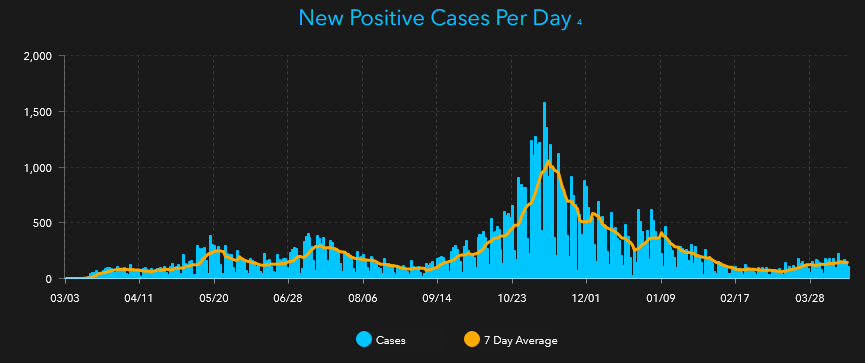 New Positive Cases Per Day 4
2,000
1,500
1,000
500
0
03/03 04/11 05/20 06/28 08/06 09/14 10/23 12/01 01/09 02/17 03/28
Cases 7 Day Average